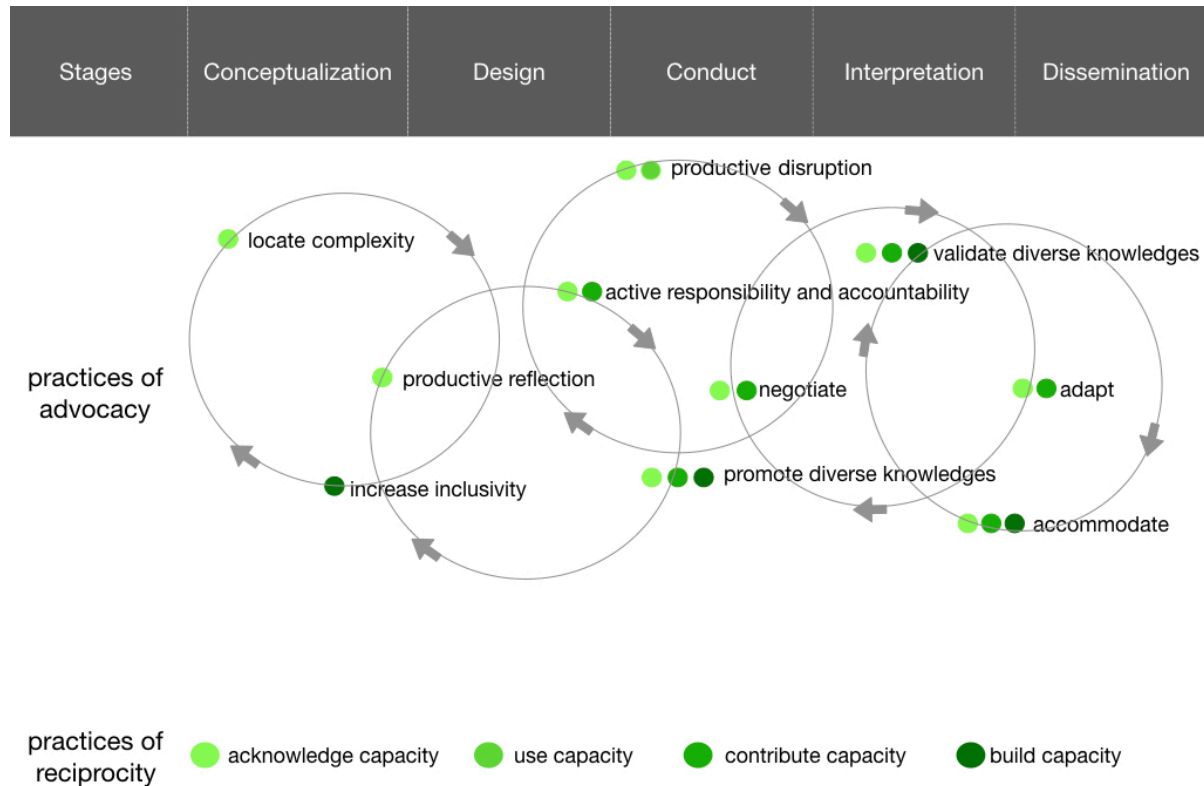 Stages
Conceptualization
Design
Conduct
Interpretation
Dissemination
productive disruption
locate complexity
validate diverse knowledges
active responsibility and accountability
practices of
advocacy
productive reflection
negotiate
adapt
promote diverse knowledges
increase inclusivity
accommodate
practices of
reciprocity
acknowledge capacity
use capacity
contribute capacity
build capacity